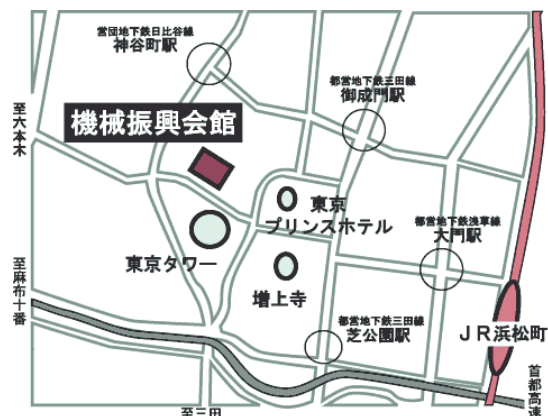 営団地下鉄日比谷線
神谷町駅
都営地下鉄三田線
御成門駅
至六本木
機械振興会館
東京
プリンスホテル
都営地下鉄浅草線
大門駅
東京タワー
至麻布十番
増上寺
都営地下鉄三田線
芝公園駅
JR浜松町
首都高速
至三田